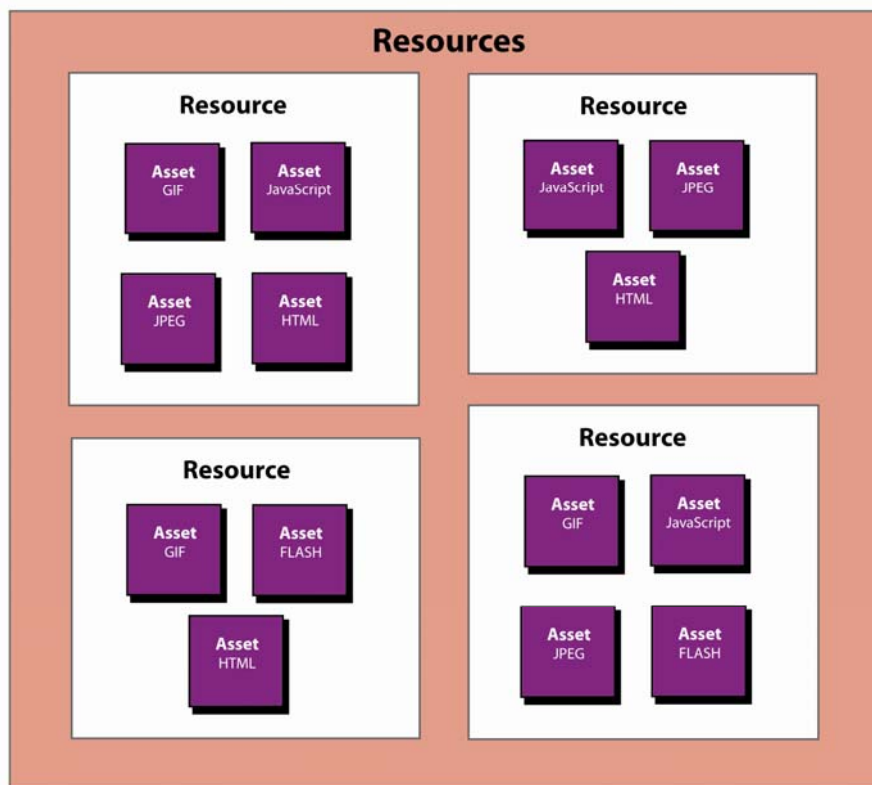 Resources
Resource
Asset
GIF
Asset
JavaScript
Asset
JPEG
Asset
HTML
Resource
Asset
JavaScript
Asset
JPEG
Asset
HTML
Resource
Asset
GIF
Asset
FLASH
Asset
HTML
Resource
Asset
GIF
Asset
JavaScript
Asset
JPEG
Asset
FLASH